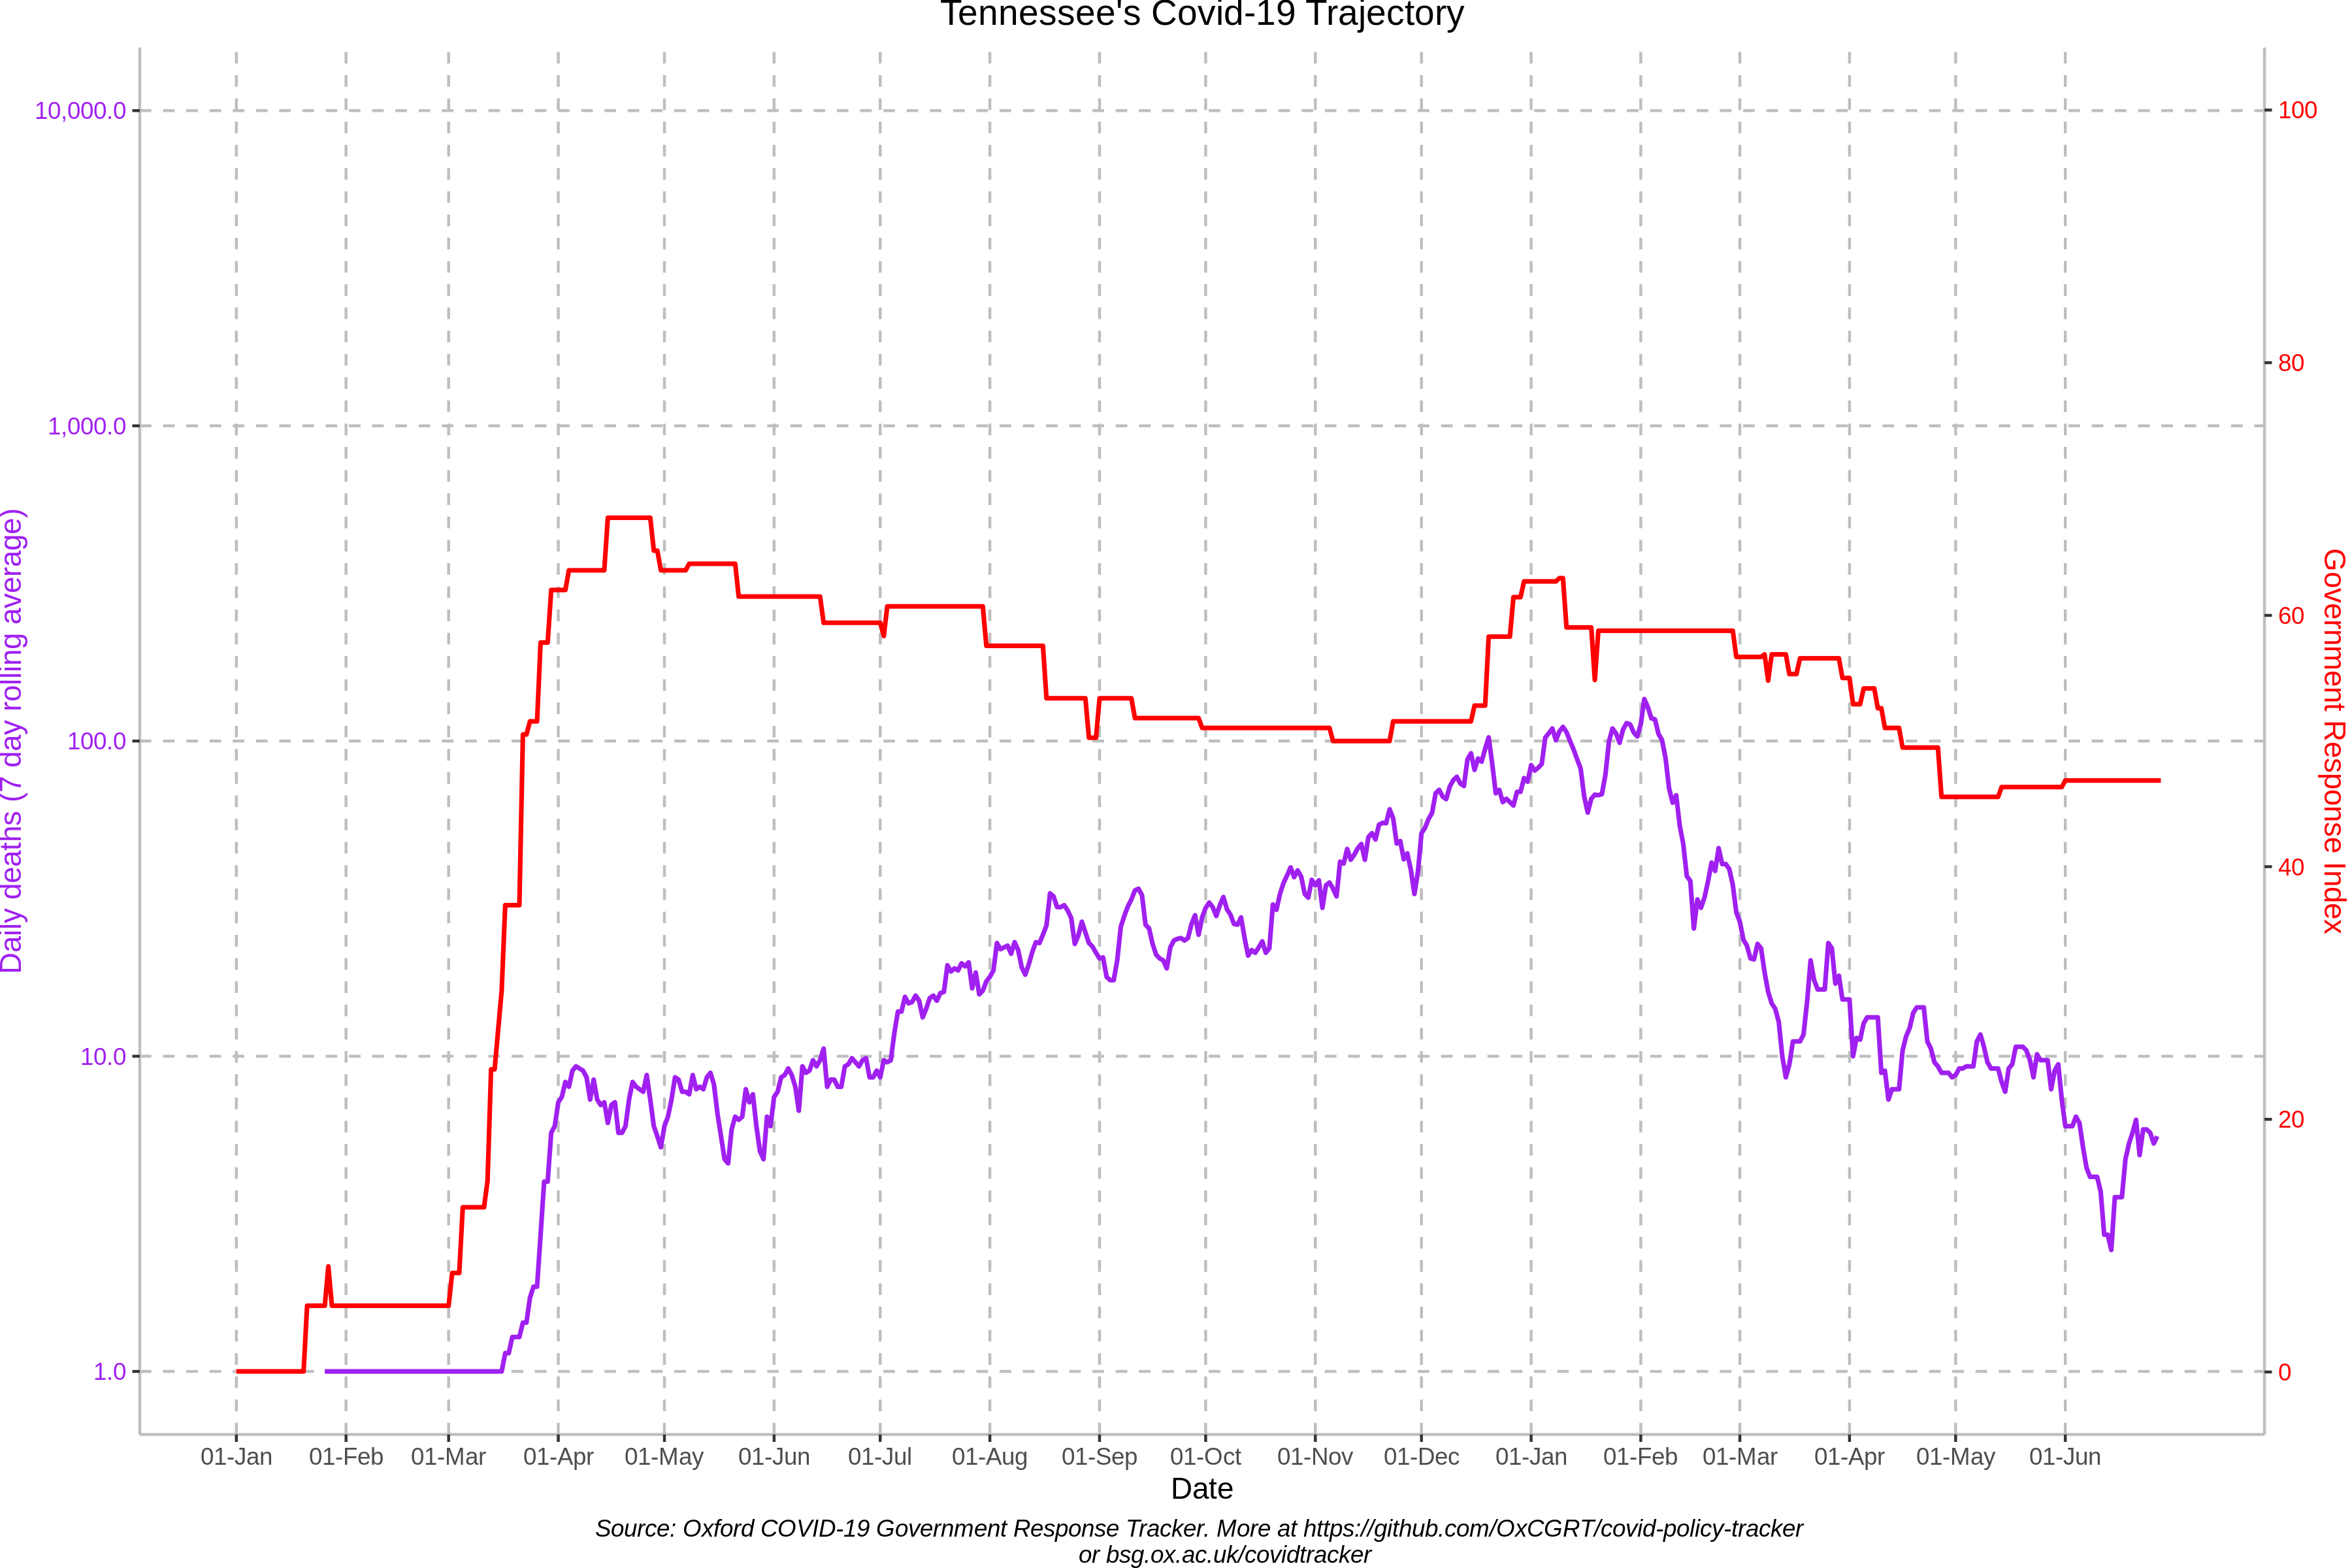 Tennessee's Covid-19 Trajectory
10,000.0
1,000.0
100.0
10.0
1.0
Daily deaths (7 day rolling average)
100
80
60
40
20
0
Government Response Index
01-Jan 01-Feb 01-Mar 01-Apr 01-May 01-Jun 01-Jul 01-Aug 01-Sep 01-Oct 01-Nov 01-Dec 01-Jan 01-Feb 01-Mar 01-Apr 01-May 01-Jun
Date
Source: Oxford COVID-19 Government Response Tracker. More at https://github.com/OxCGRT/covid-policy-tracker
or bsg.ox.ac.uk/covidtracker